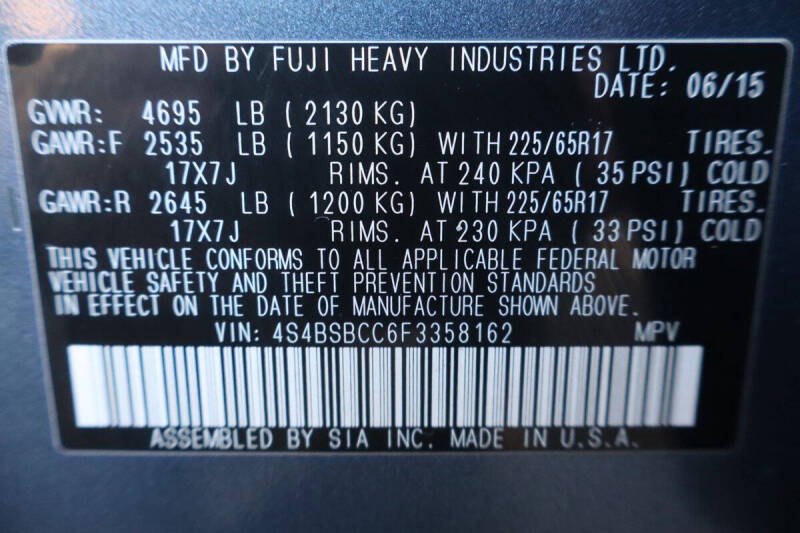 MFD BY FUJI HEAVY INDUSTRIES LTD.
DATE: 06/15
GVWR: 4695 LB ( 2130 KG)
GAWR:F 2535 LB ( 1150 KG) WITH 225/65R17 TIRES.
17X7J RIMS. AT 240 KPA ( 35 PSI) COLD
GAWR:R 2645 LB ( 1200 KG) WITH 225/65R17 TIRES.
17X7J RIMS. AT 230 KPA ( 33 PSI) COLD
THIS VEHICLE CONFORMS TO ALL APPLICABLE FEDERAL MOTOR
VEHICLE SAFETY AND THEFT PREVENTION STANDARDS
IN EFFECT ON THE DATE OF MANUFACTURE SHOWN ABOVE.
VIN: 4S4BSBCC6F3358162 MPV
ASSEMBLED BY SIA INC. MADE IN U.S.A.